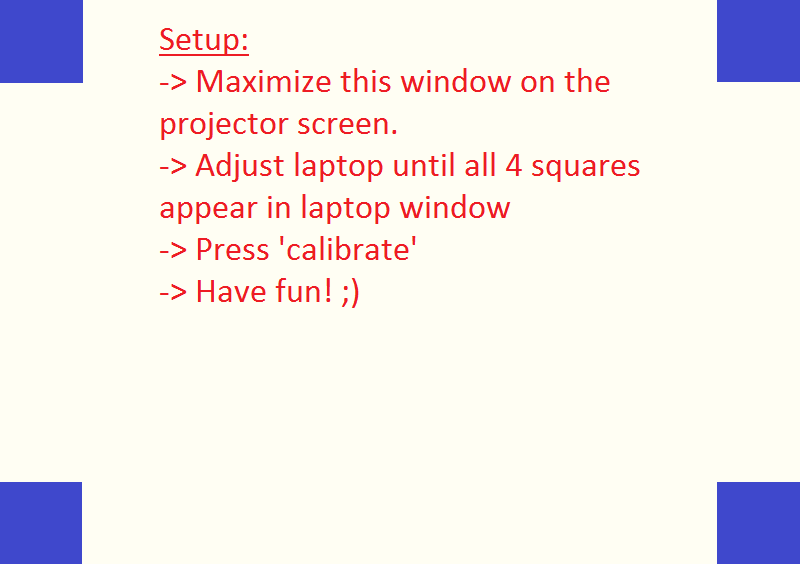 Setup:
-> Maximize this window on the
projector screen.
-> Adjust laptop until all 4 squares
appear in laptop window
-> Press 'calibrate'
-> Have fun! ;)